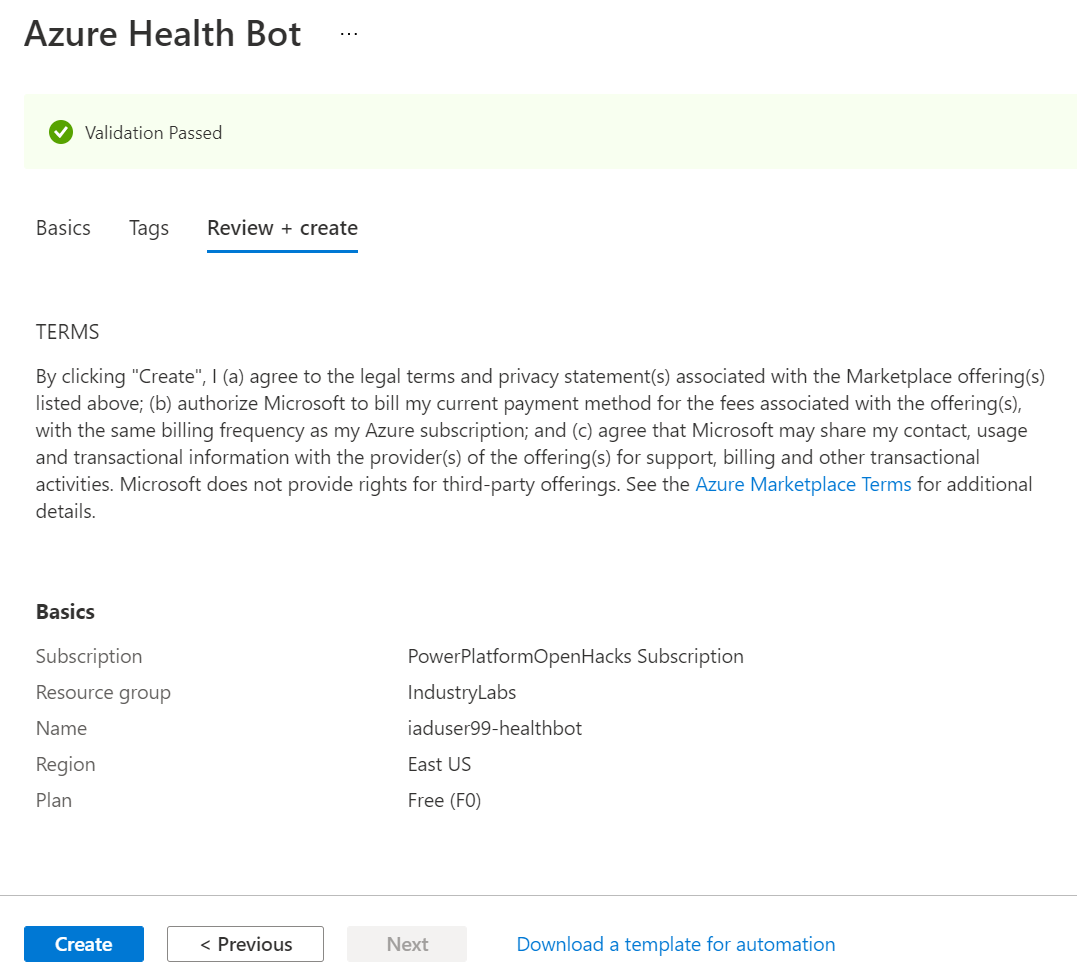 Azure Health Bot ...
Validation Passed
Basics Tags Review + create
TERMS
By clicking "Create", I (a) agree to the legal terms and privacy statement(s) associated with the Marketplace offering(s)
listed above; (b) authorize Microsoft to bill my current payment method for the fees associated with the offering(s),
with the same billing frequency as my Azure subscription; and (c) agree that Microsoft may share my contact, usage
and transactional information with the provider(s) of the offering(s) for support, billing and other transactional
activities. Microsoft does not provide rights for third-party offerings. See the Azure Marketplace Terms for additional
details.
Basics
Subscription PowerPlatformOpenHacks Subscription
Resource group IndustryLabs
Name iaduser99-healthbot
Region East US
Plan Free (F0)
Create < Previous Next Download a template for automation